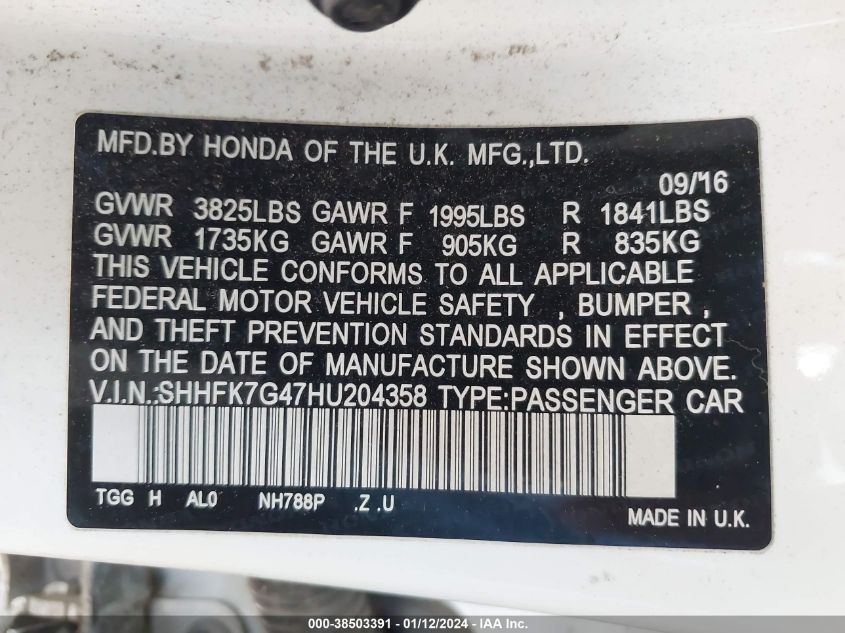 MFD.BY HONDA OF THE U.K. MFG.,LTD.
09/16
GVWR 3825LBS GAWR F 1995LBS R 1841LBS
GVWR 1735KG GAWR F 905KG R 835KG
THIS VEHICLE CONFORMS TO ALL APPLICABLE
FEDERAL MOTOR VEHICLE SAFETY , BUMPER ,
AND THEFT PREVENTION STANDARDS IN EFFECT
ON THE DATE OF MANUFACTURE SHOWN ABOVE.
V.I.N.:SHHFK7G47HU204358 TYPE:PASSENGER CAR
TGG H AL0 NH788P .Z .U
MADE IN U.K.
000-38503391 - 01/12/2024 - IAA Inc.